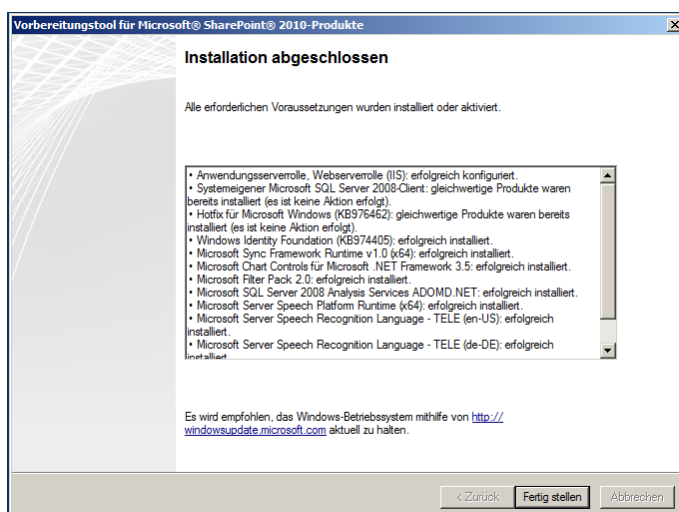 Vorbereitungstool für Microsoft® SharePoint® 2010-Produkte
Installation abgeschlossen
Alle erforderlichen Voraussetzungen wurden installiert oder aktiviert.
• Anwendungsserverrolle, Webserverrolle (IIS): erfolgreich konfiguriert.
• Systemeigener Microsoft SQL Server 2008-Client: gleichwertige Produkte waren
bereits installiert (es ist keine Aktion erfolgt).
• Hotfix für Microsoft Windows (KB976462): gleichwertige Produkte waren bereits
installiert (es ist keine Aktion erfolgt).
• Windows Identity Foundation (KB974405): erfolgreich installiert.
• Microsoft Sync Framework Runtime v1.0 (x64): erfolgreich installiert.
• Microsoft Chart Controls für Microsoft .NET Framework 3.5: erfolgreich installiert.
• Microsoft Filter Pack 2.0: erfolgreich installiert.
• Microsoft SQL Server 2008 Analysis Services ADOMD.NET: erfolgreich installiert.
• Microsoft Server Speech Platform Runtime (x64): erfolgreich installiert.
• Microsoft Server Speech Recognition Language - TELE (en-US): erfolgreich
installiert.
• Microsoft Server Speech Recognition Language - TELE (de-DE): erfolgreich
installiert.
Es wird empfohlen, das Windows-Betriebssystem mithilfe von http://
windowsupdate.microsoft.com aktuell zu halten.
< Zurück
Fertig stellen
Abbrechen